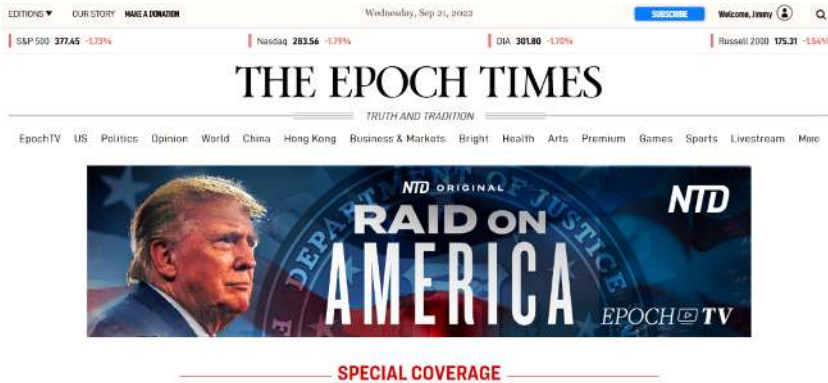 EDITIONS▼ OUR STORY MAKE A DONATION Wednesday, Sep 21, 2022 SUBSCRIBE Welcome, Jimmy
S&P 500 377.45 -1.73% Nasdaq 283.56 -1.79% DIA 301.80 -1.70% Russell 2000 175.31 -1.54%
THE EPOCH TIMES
TRUTH AND TRADITION
EpochTV US Politics Opinion World China Hong Kong Business & Markets Bright Health Arts Premium Games Sports Livestream More
NTD ORIGINAL
NTD
DEPARTMENT OF JUSTICE
RAID ON
AMERICA
EPOCH TV
SPECIAL COVERAGE